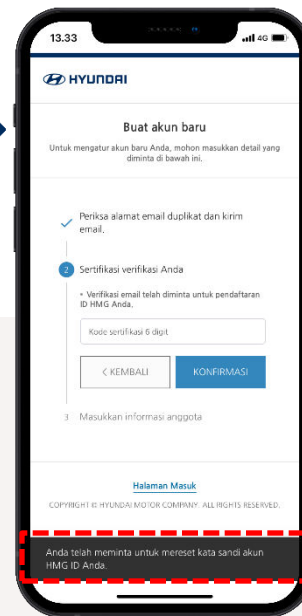 13.33
4G
HYUNDAI
Buat akun baru
Untuk mengatur akun baru Anda, mohon masukkan detail yang
diminta di bawah ini.
Periksa alamat email duplikat dan kirim
email.
2 Sertifikasi verifikasi Anda
• Verifikasi email telah diminta untuk pendaftaran
ID HMG Anda.
Kode sertifikasi 6 digit
< KEMBALI
KONFIRMASI
3 Masukkan informasi anggota
Halaman Masuk
COPYRIGHT © HYUNDAI MOTOR COMPANY. ALL RIGHTS RESERVED.
Anda telah meminta untuk mereset kata sandi akun
HMG ID Anda.